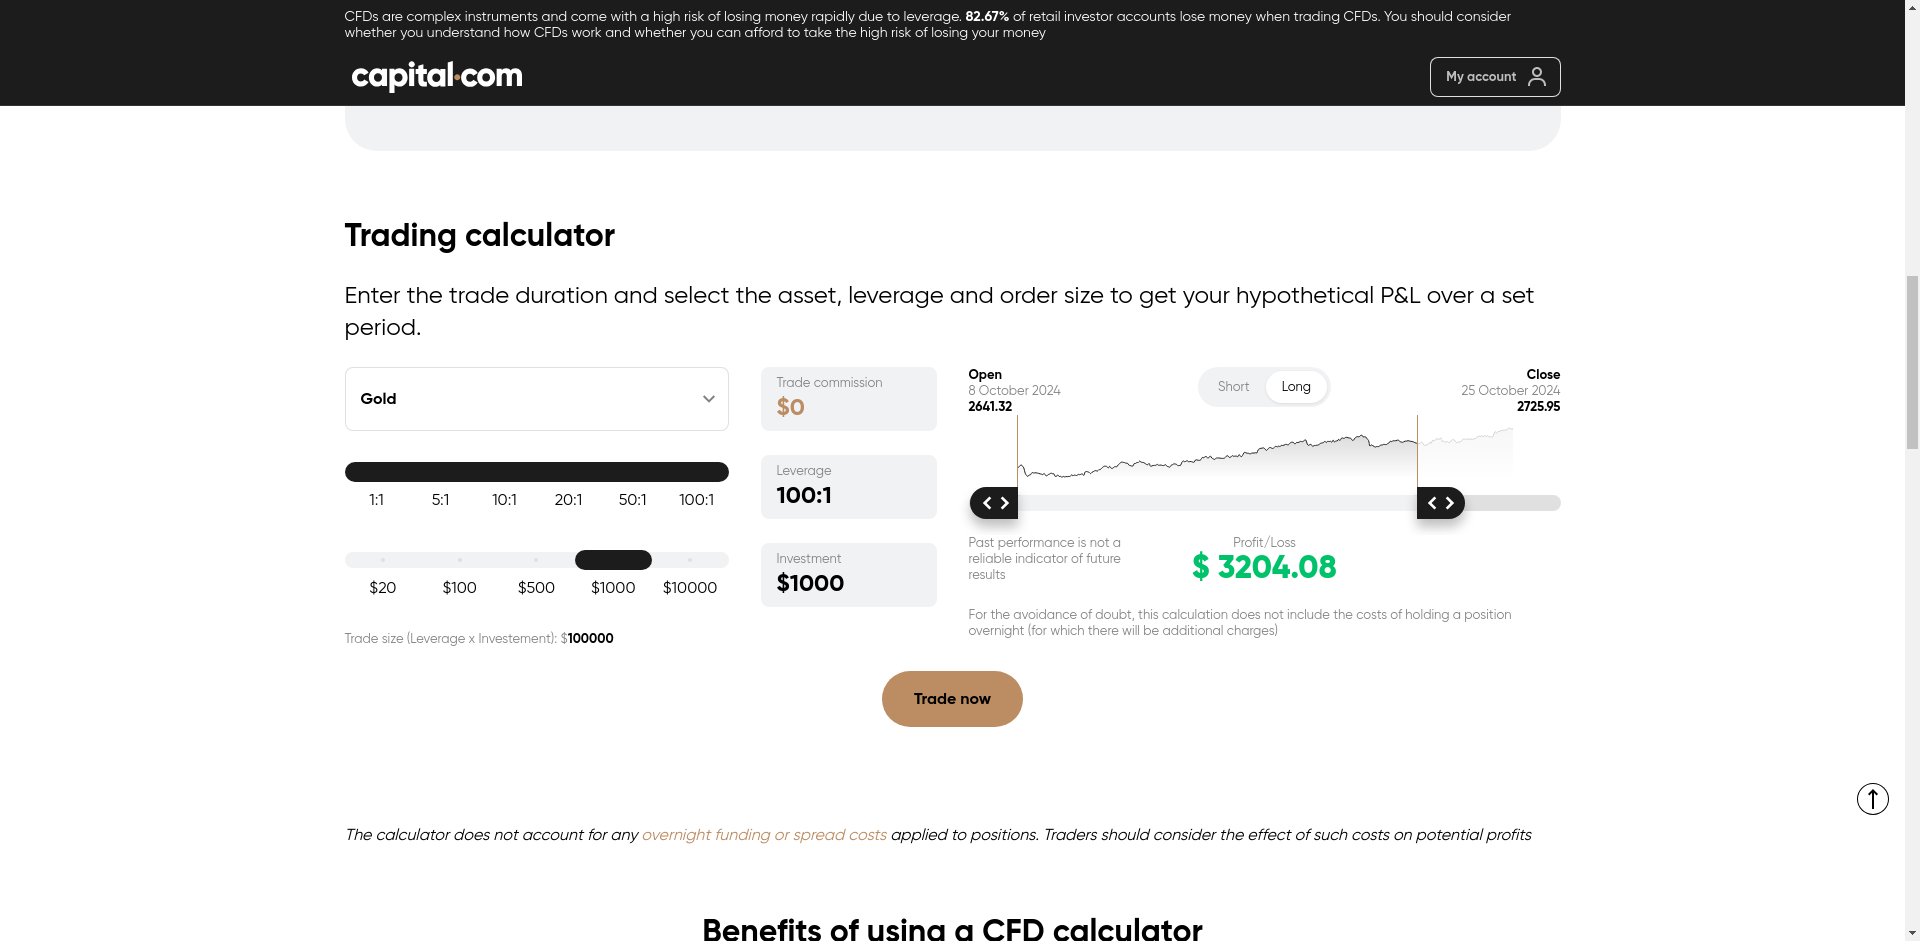 CFDs are complex instruments and come with a high risk of losing money rapidly due to leverage. 82.67% of retail investor accounts lose money when trading CFDs. You should consider
whether you understand how CFDs work and whether you can afford to take the high risk of losing your money
capital.com
My account
Trading calculator
Enter the trade duration and select the asset, leverage and order size to get your hypothetical P&L over a set
period.
Gold
1:1 5:1 10:1 20:1 50:1 100:1
$20 $100 $500 $1000 $10000
Trade size (Leverage x Investement): $100000
Trade commission
$0
Leverage
100:1
Investment
$1000
Open
8 October 2024
2641.32
Short Long
Close
25 October 2024
2725.95
Past performance is not a
reliable indicator of future
results
Profit/Loss
$ 3204.08
For the avoidance of doubt, this calculation does not include the costs of holding a position
overnight (for which there will be additional charges)
Trade now
The calculator does not account for any overnight funding or spread costs applied to positions. Traders should consider the effect of such costs on potential profits
Benefits of using a CFD calculator